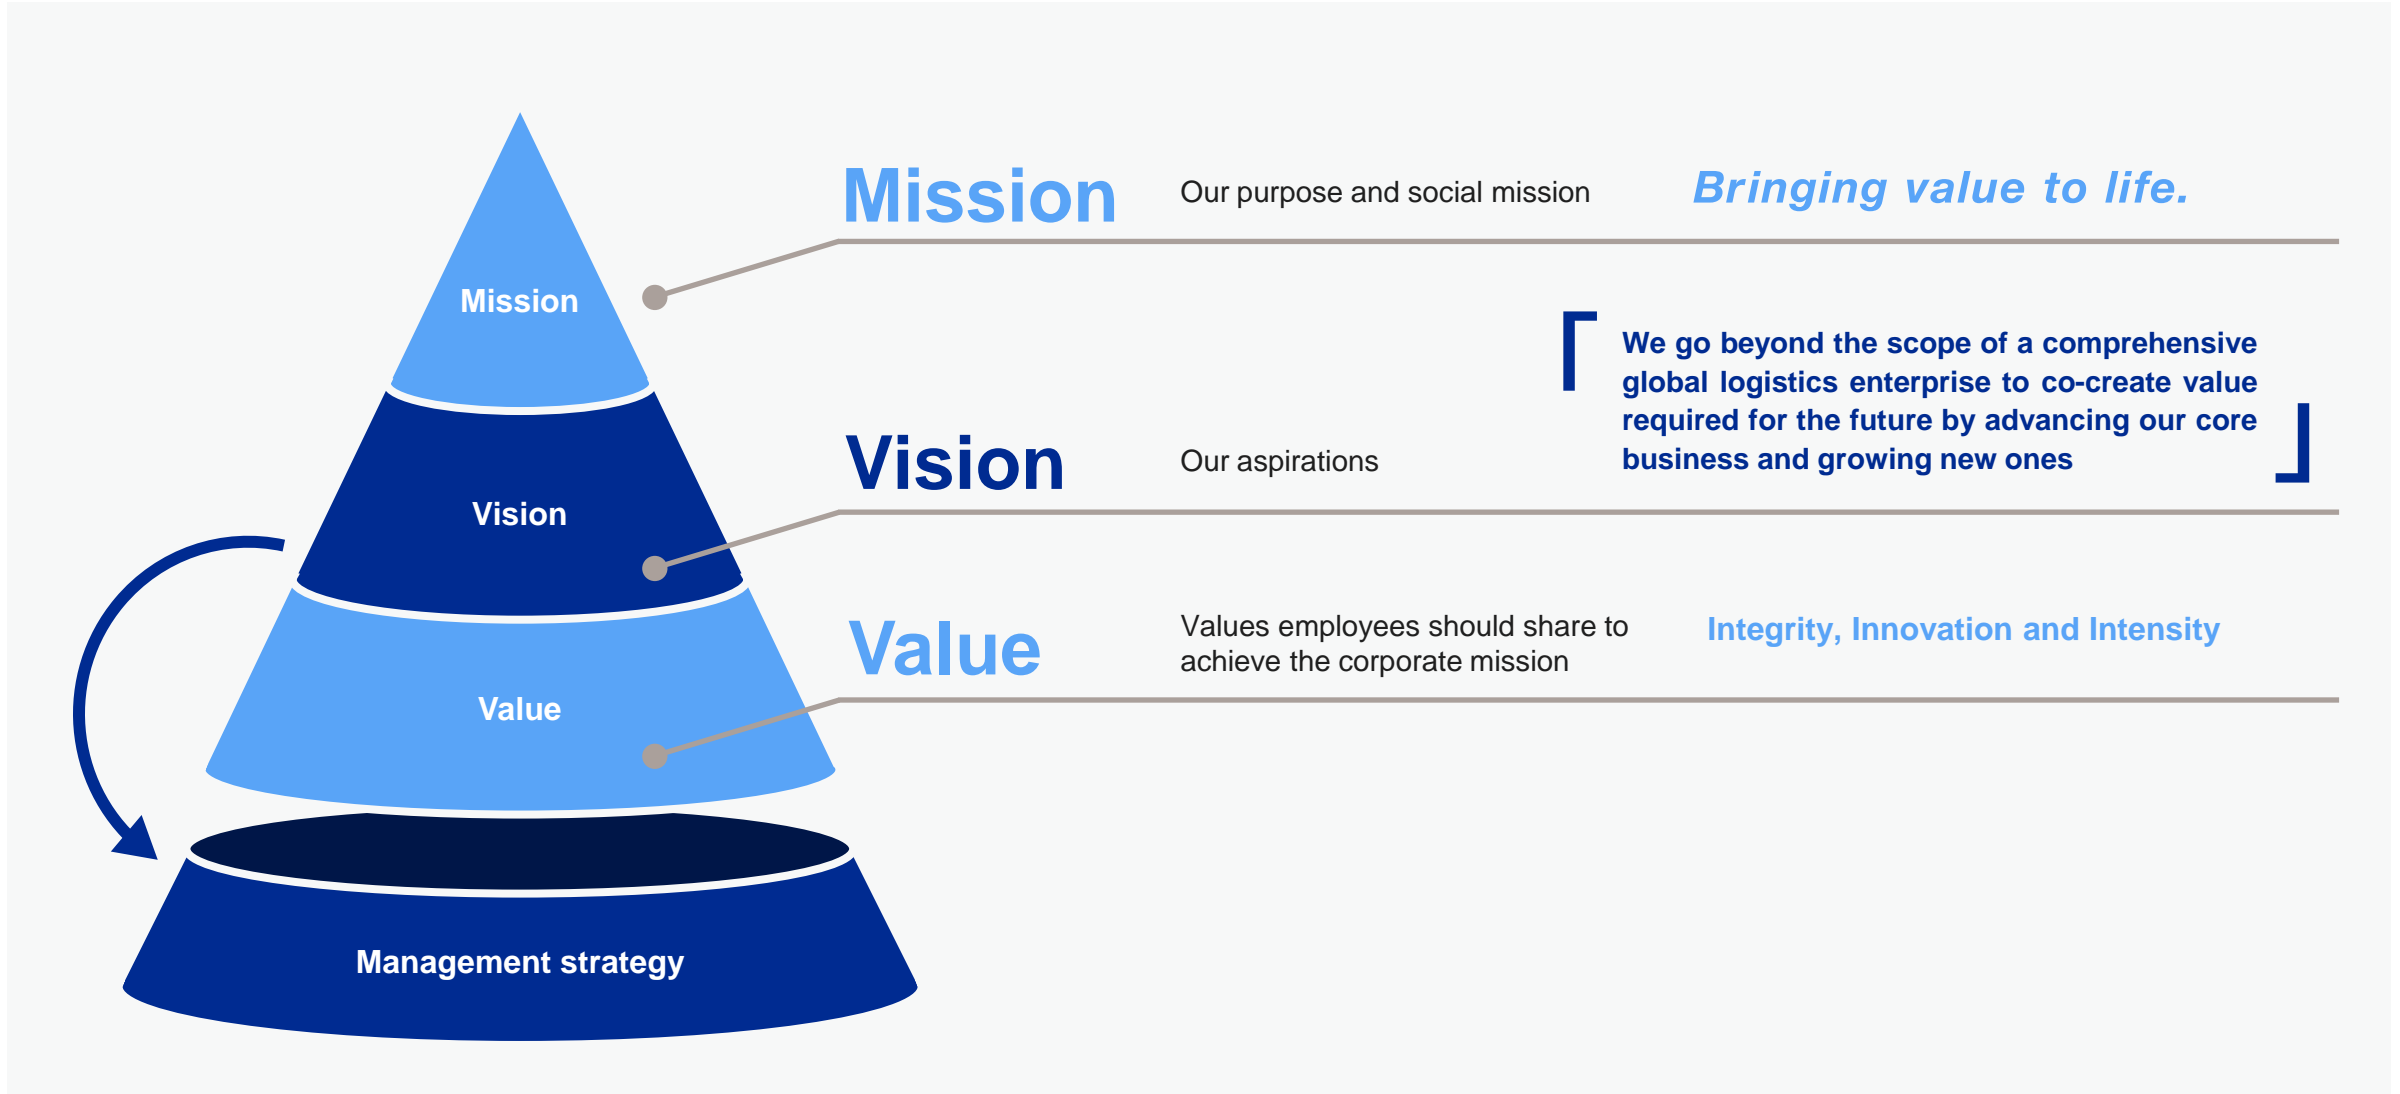 Mission
Vision
Value
Management strategy
Mission
Our purpose and social mission
Bringing value to life.
Vision
Our aspirations
「We go beyond the scope of a comprehensive
global logistics enterprise to co-create value
required for the future by advancing our core
business and growing new ones」
Value
Values employees should share to
achieve the corporate mission
Integrity, Innovation and Intensity